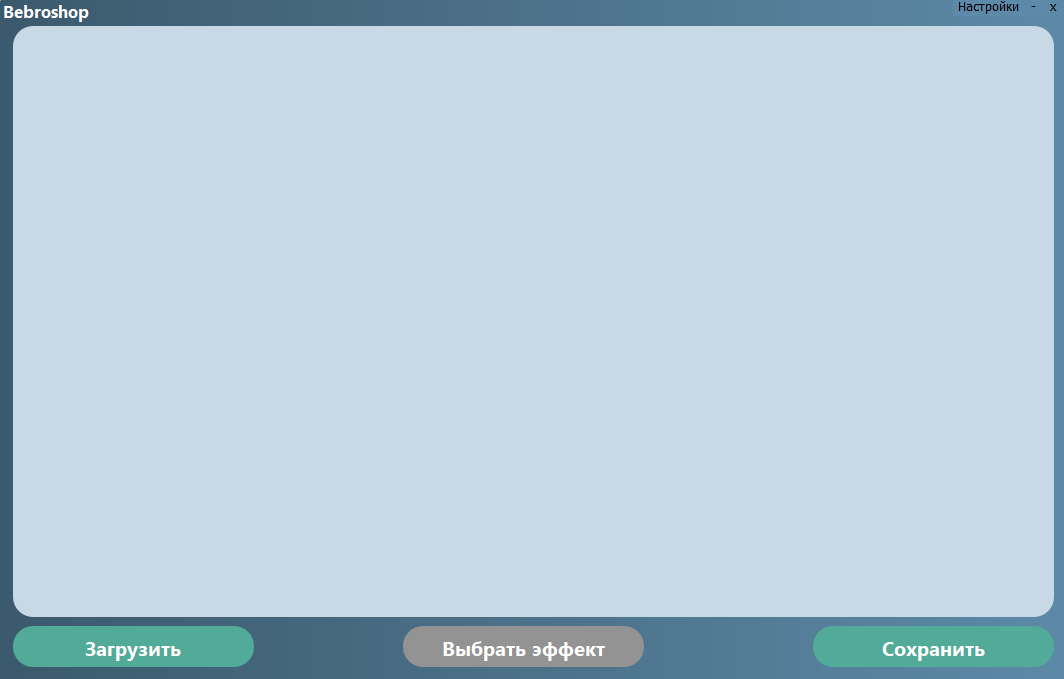 Bebroshop
Настройки - x
Загрузить
Выбрать эффект
Сохранить